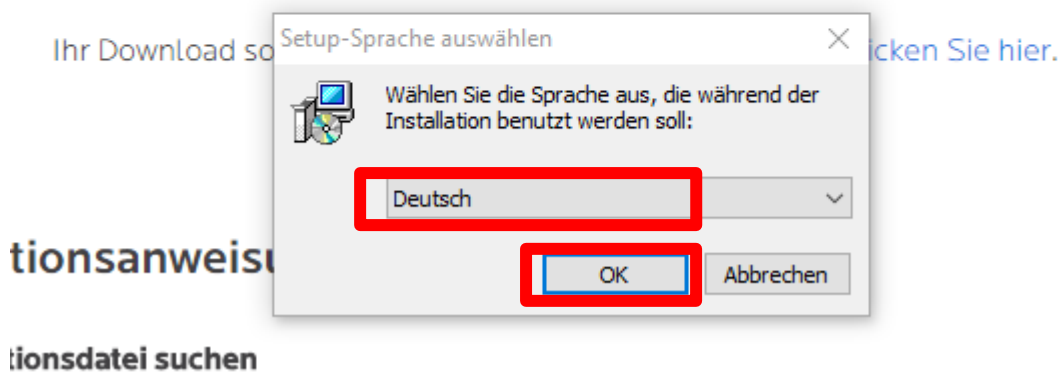 Setup-Sprache auswählen
Ihr Download so
icken Sie hier.
Wählen Sie die Sprache aus, die während der
Installation benutzt werden soll:
Deutsch
tionsanweis
OK Abbrechen
tionsdatei suchen